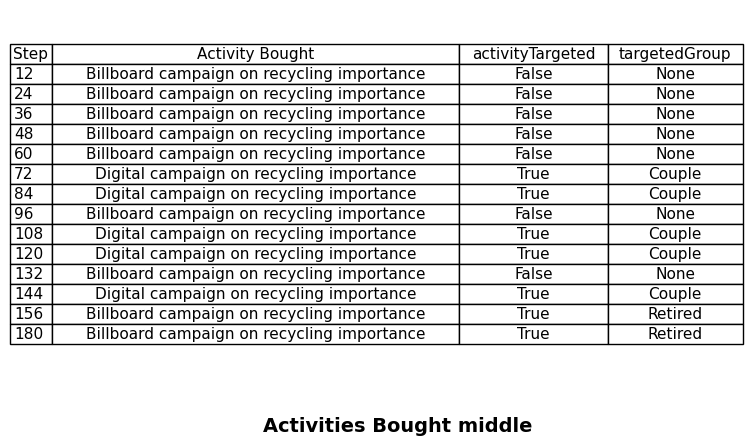 Step Activity Bought activityTargeted targetedGroup
12 Billboard campaign on recycling importance False None
24 Billboard campaign on recycling importance False None
36 Billboard campaign on recycling importance False None
48 Billboard campaign on recycling importance False None
60 Billboard campaign on recycling importance False None
72 Digital campaign on recycling importance True Couple
84 Digital campaign on recycling importance True Couple
96 Billboard campaign on recycling importance False None
108 Digital campaign on recycling importance True Couple
120 Digital campaign on recycling importance True Couple
132 Billboard campaign on recycling importance False None
144 Digital campaign on recycling importance True Couple
156 Billboard campaign on recycling importance True Retired
180 Billboard campaign on recycling importance True Retired
Activities Bought middle